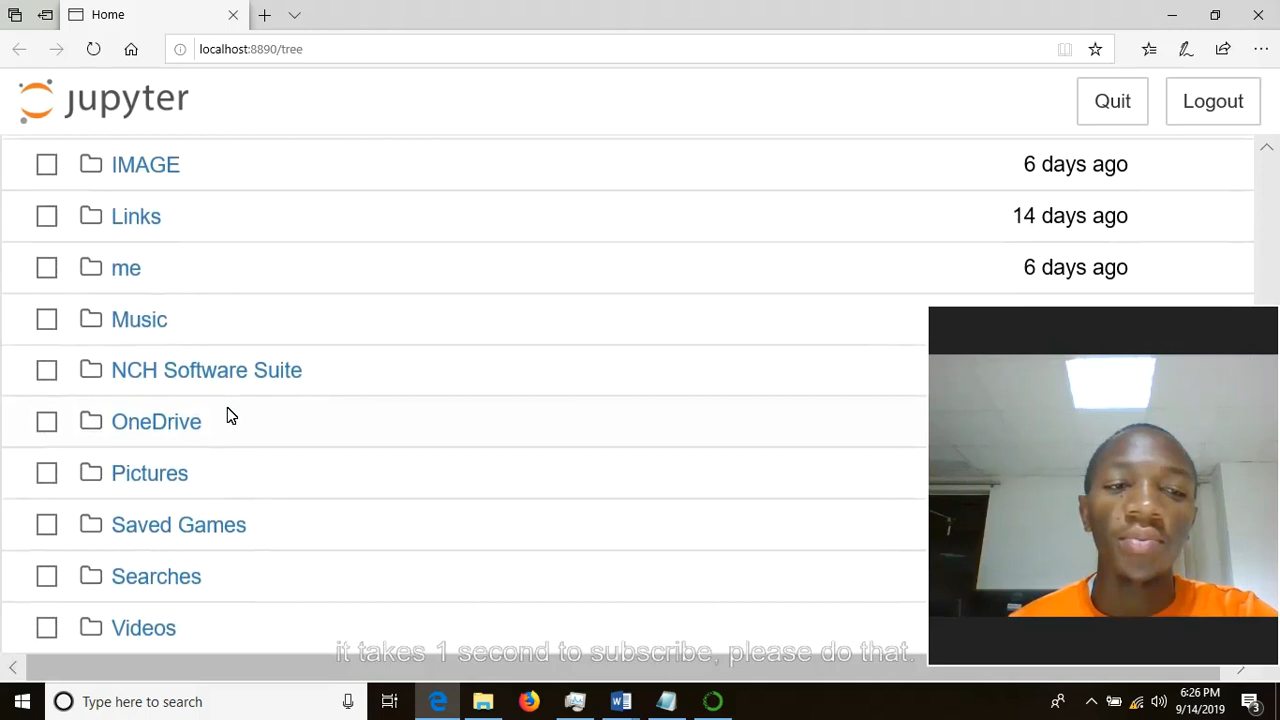 Home
localhost:8890/tree
jupyter
Quit
Logout
IMAGE
6 days ago
Links
14 days ago
me
6 days ago
Music
NCH Software Suite
OneDrive
Pictures
Saved Games
Searches
Videos
it takes 1 second to subscribe, please do that.
Type here to search
6:26 PM
9/14/2019
3